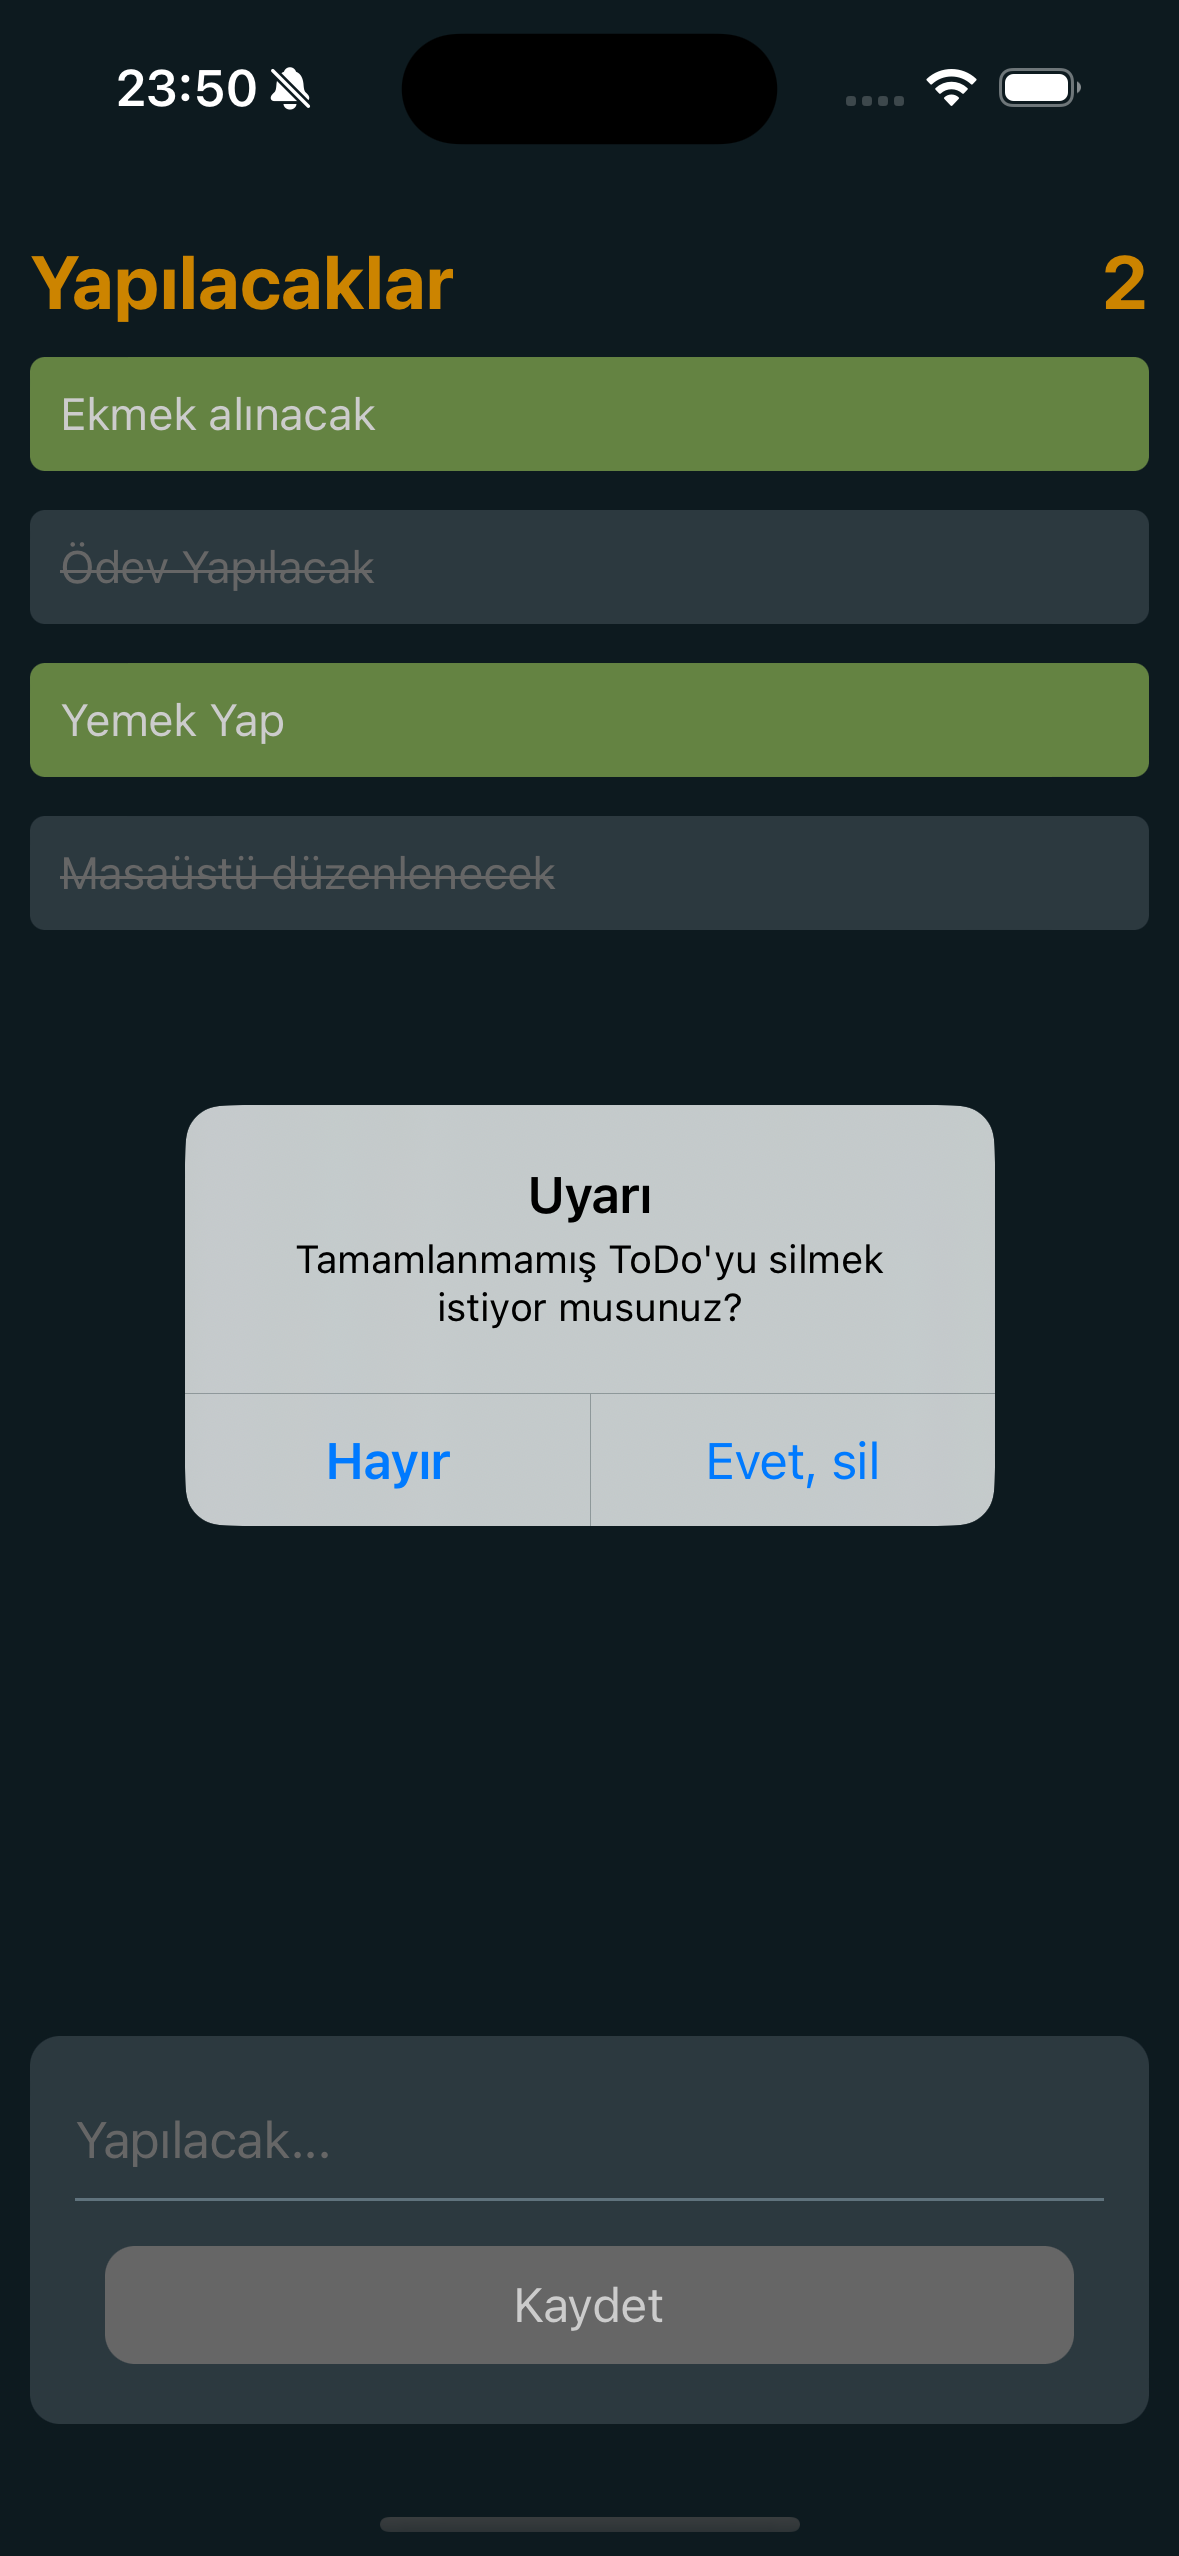 23:50
Yapılacaklar 2
Ekmek alınacak
Ödev Yapılacak
Yemek Yap
Masaüstü düzenlenecek
Uyarı
Tamamlanmamış ToDo'yu silmek
istiyor musunuz?
Hayır Evet, sil
Yapılacak...
Kaydet